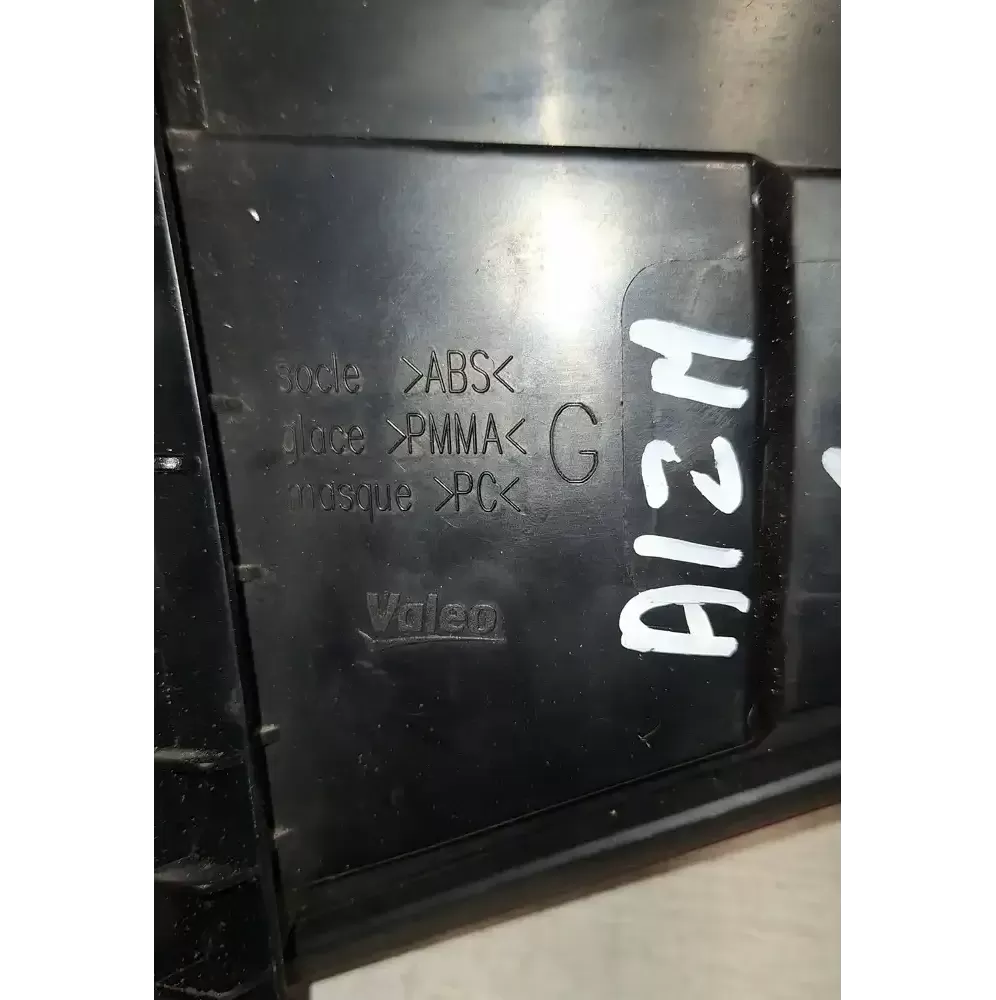 socle >ABS<
glace >PMMA<
masque >PC<
G
Valeo
A12M